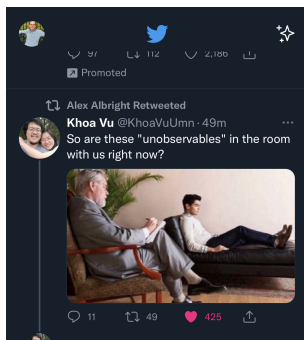 97 112 2,186
Promoted
Alex Albright Retweeted
Khoa Vu @KhoaVuUmn · 49m
So are these "unobservables" in the room
with us right now?
11 49 425